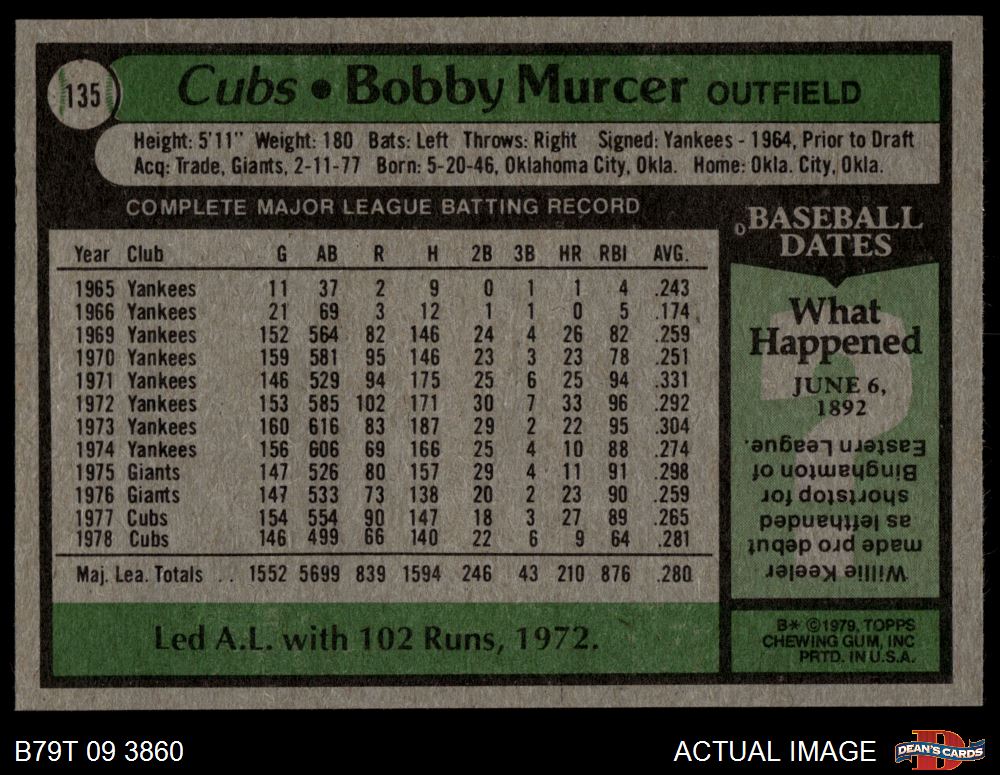 135
Cubs • Bobby Murcer OUTFIELD
Height: 5'11" Weight: 180 Bats: Left Throws: Right Signed: Yankees - 1964, Prior to Draft
Acq: Trade, Giants, 2-11-77 Born: 5-20-46, Oklahoma City, Okla. Home: Okla. City, Okla.
COMPLETE MAJOR LEAGUE BATTING RECORD
Year Club G AB R H 2B 3B HR RBI AVG.
1965 Yankees 11 37 2 9 0 1 1 4 .243
1966 Yankees 21 69 3 12 1 1 0 5 .174
1969 Yankees 152 564 82 146 24 4 26 82 .259
1970 Yankees 159 581 95 146 23 3 23 78 .251
1971 Yankees 146 529 94 175 25 6 25 94 .331
1972 Yankees 153 585 102 171 30 7 33 96 .292
1973 Yankees 160 616 83 187 29 2 22 95 .304
1974 Yankees 156 606 69 166 25 4 10 88 .274
1975 Giants 147 526 80 157 29 4 11 91 .298
1976 Giants 147 533 73 138 20 2 23 90 .259
1977 Cubs 154 554 90 147 18 3 27 89 .265
1978 Cubs 146 499 66 140 22 6 9 64 .281
Maj. Lea. Totals . . 1552 5699 839 1594 246 43 210 876 .280
Led A.L. with 102 Runs, 1972.
BASEBALL
DATES
What
Happened
JUNE 6,
1892
Willie Keeler
made pro debut
as lefthanded
shortstop for
Binghamton of
Eastern League.
B* ©1979, TOPPS
CHEWING GUM, INC
PRTD. IN U.S.A.
B79T 09 3860
ACTUAL IMAGE
DEAN'S CARDS